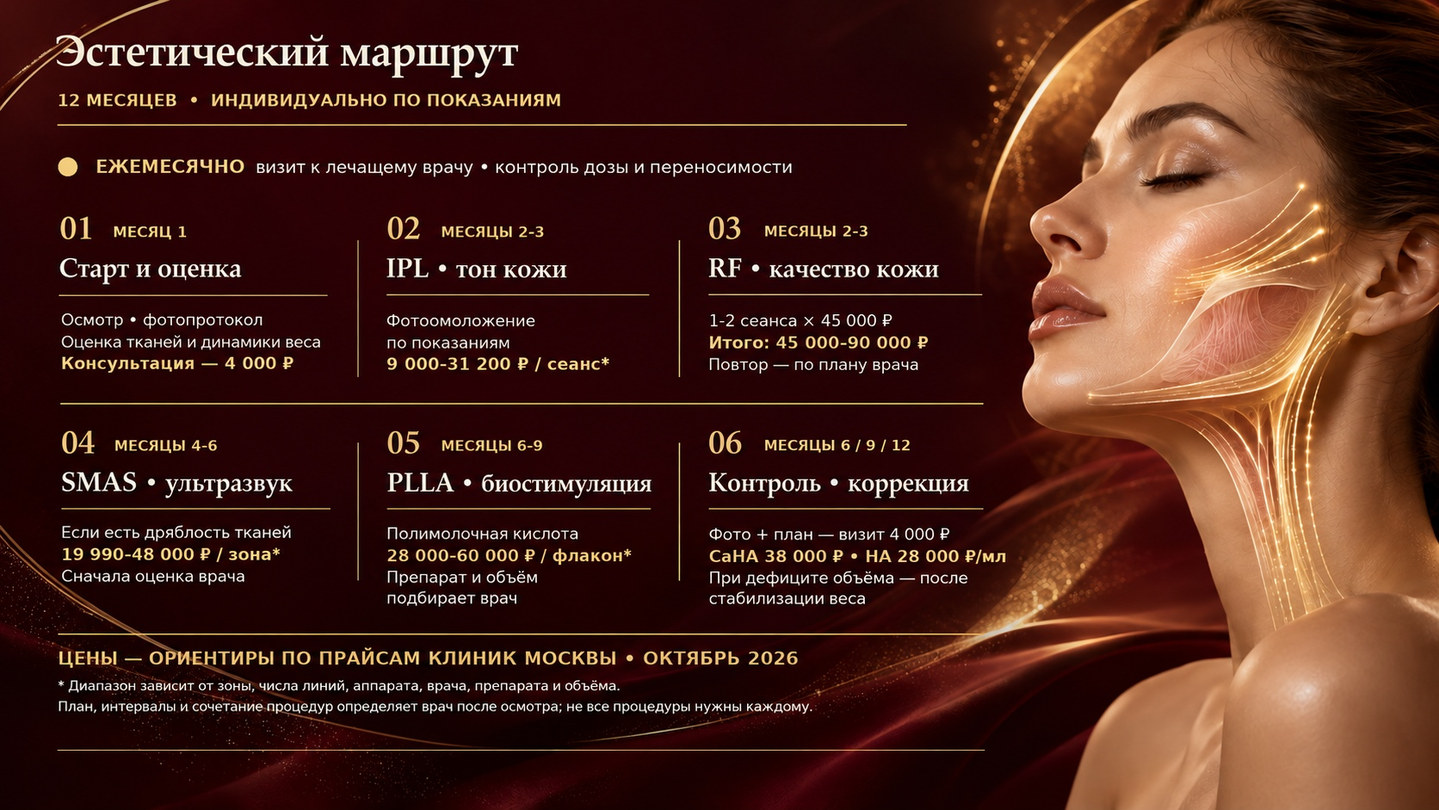 Эстетический маршрут
12 МЕСЯЦЕВ • ИНДИВИДУАЛЬНО ПО ПОКАЗАНИЯМ
ЕЖЕМЕСЯЧНО визит к лечащему врачу • контроль дозы и переносимости
01 МЕСЯЦ 1
Старт и оценка
Осмотр • фотопротокол
Оценка тканей и динамики веса
Консультация — 4 000 ₽
02 МЕСЯЦЫ 2-3
IPL • тон кожи
Фотоомоложение
по показаниям
9 000–31 200 ₽ / сеанс*
03 МЕСЯЦЫ 2-3
RF • качество кожи
1-2 сеанса × 45 000 ₽
Итого: 45 000–90 000 ₽
Повтор — по плану врача
04 МЕСЯЦЫ 4-6
SMAS • ультразвук
Если есть дряблость тканей
19 990–48 000 ₽ / зона*
Сначала оценка врача
05 МЕСЯЦЫ 6-9
PLLA • биостимуляция
Полимолочная кислота
28 000–60 000 ₽ / флакон*
Препарат и объём
подбирает врач
06 МЕСЯЦЫ 6 / 9 / 12
Контроль • коррекция
Фото + план — визит 4 000 ₽
CaHA 38 000 ₽ • HA 28 000 ₽/мл
При дефиците объёма — после
стабилизации веса
ЦЕНЫ — ОРИЕНТИРЫ ПО ПРАЙСАМ КЛИНИК МОСКВЫ • ОКТЯБРЬ 2026
* Диапазон зависит от зоны, числа линий, аппарата, врача, препарата и объёма.
План, интервалы и сочетание процедур определяет врач после осмотра; не все процедуры нужны каждому.